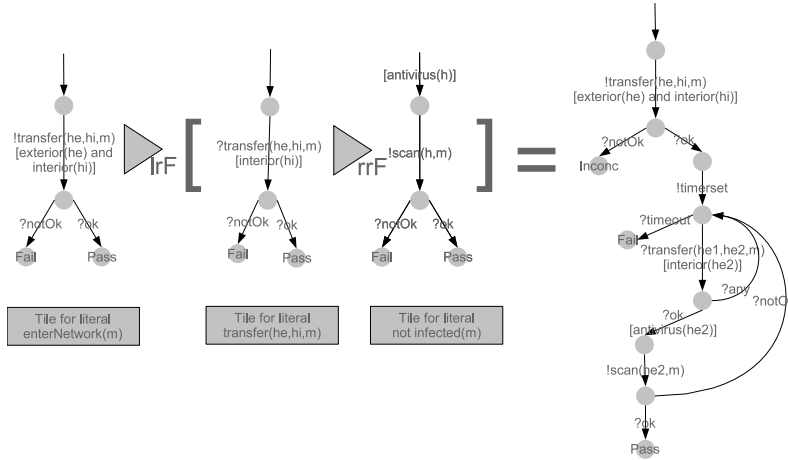 !transfer(he,hi,m)
[exterior(he) and
interior(hi)]
?notOk
?ok
Fail
Pass
Tile for literal
enterNetwork(m)
lrF
[
?transfer(he,hi,m)
[interior(hi)]
?notOk
?ok
Fail
Pass
Tile for literal
transfer(he,hi,m)
rrF
[antivirus(h)]
!scan(h,m)
?notOk
?ok
Fail
Pass
Tile for literal
not infected(m)
]
=
!transfer(he,hi,m)
[exterior(he) and interior(hi)]
?notOk
?ok
Inconc
!timerset
?timeout
Fail
?transfer(he1,he2,m)
[interior(he2)]
?any
?notO
?ok
[antivirus(he2)]
!scan(he2,m)
?ok
Pass